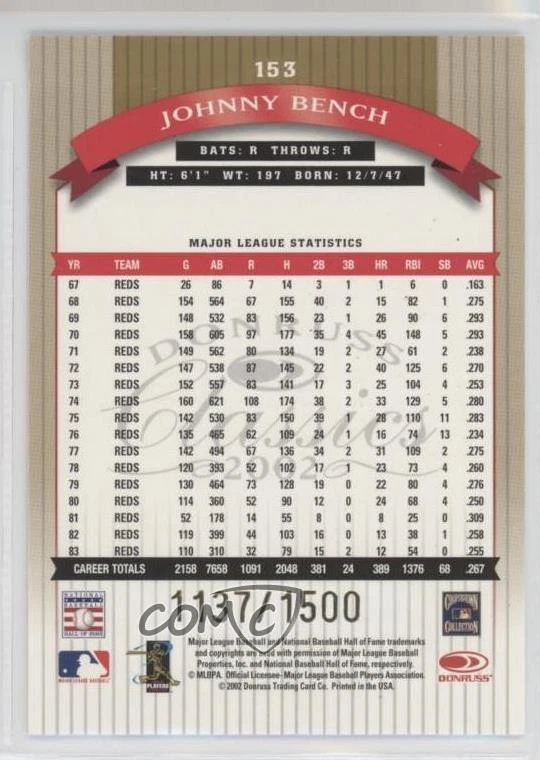 153
JOHNNY BENCH
BATS: R THROWS: R
HT: 6'1" WT: 197 BORN: 12/7/47
MAJOR LEAGUE STATISTICS
YR TEAM G AB R H 2B 3B HR RBI SB AVG
67 REDS 26 86 7 14 3 1 1 6 0 .163
68 REDS 154 564 67 155 40 2 15 82 1 .275
69 REDS 148 532 83 156 23 1 26 90 6 .293
70 REDS 158 605 97 177 35 4 45 148 5 .293
71 REDS 149 562 80 134 19 2 27 61 2 .238
72 REDS 147 538 87 145 22 2 40 125 6 .270
73 REDS 152 557 83 141 17 3 25 104 4 .253
74 REDS 160 621 108 174 38 2 33 129 5 .280
75 REDS 142 530 83 150 39 1 28 110 11 .283
76 REDS 135 465 62 109 24 1 16 74 13 .234
77 REDS 142 494 67 136 34 2 31 109 2 .275
78 REDS 120 393 52 102 17 1 23 73 4 .260
79 REDS 130 464 73 128 19 0 22 80 4 .276
80 REDS 114 360 52 90 12 0 24 68 4 .250
81 REDS 52 178 14 55 8 0 8 25 0 .309
82 REDS 119 399 44 103 16 0 13 38 1 .258
83 REDS 110 310 32 79 15 2 12 54 0 .255
CAREER TOTALS 2158 7658 1091 2048 381 24 389 1376 68 .267
DONRUSS
Classics
2002
1137/1500
COMC
NATIONAL
BASEBALL
HALL OF FAME
COOPERSTOWN
COLLECTION
Major League Baseball and National Baseball Hall of Fame trademarks
and copyrights are used with permission of Major League Baseball
Properties, Inc. and National Baseball Hall of Fame, respectively.
© MLBPA. Official Licensee- Major League Baseball Players Association.
© 2002 Donruss Trading Card Co. Printed in the USA.
MAJOR LEAGUE BASEBALL
PLAYERS
DONRUSS